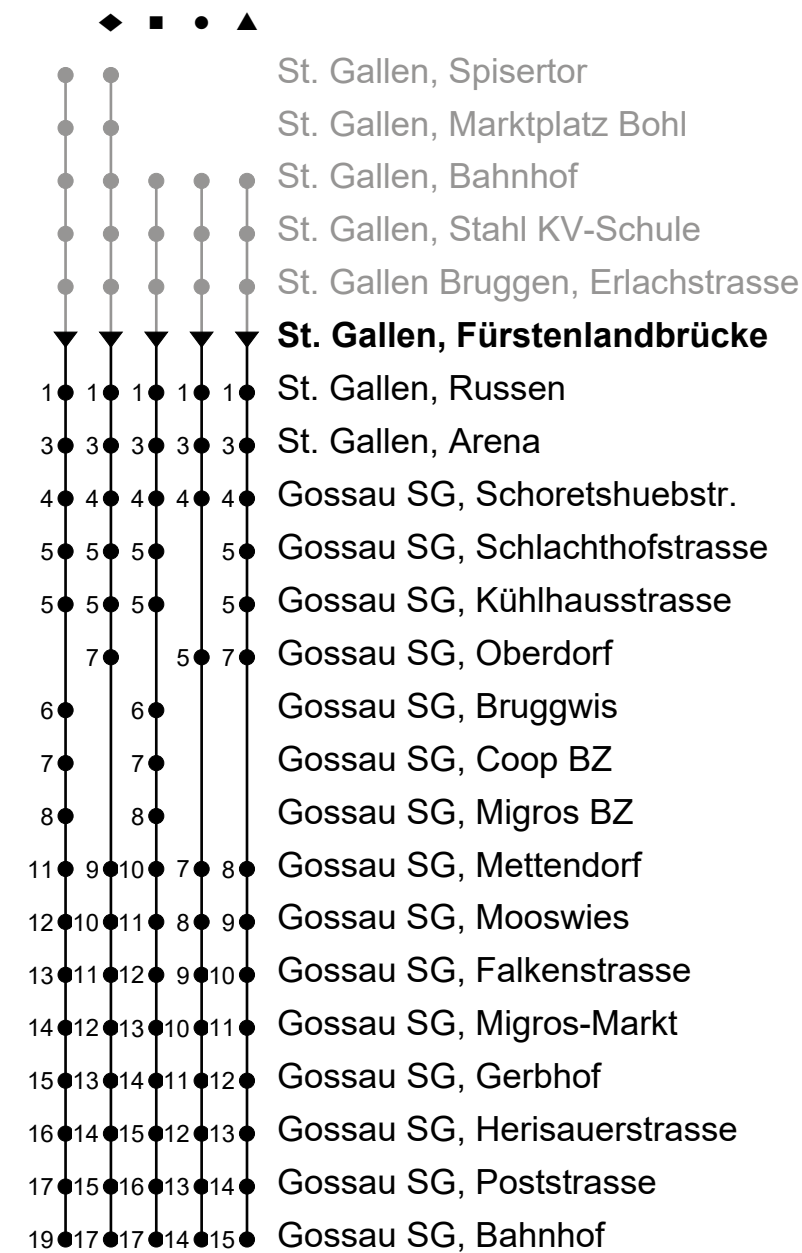 ◆ ■ ● ▲
St. Gallen, Spisertor
St. Gallen, Marktplatz Bohl
St. Gallen, Bahnhof
St. Gallen, Stahl KV-Schule
St. Gallen Bruggen, Erlachstrasse
St. Gallen, Fürstenlandbrücke
1 1 1 1 1 St. Gallen, Russen
3 3 3 3 3 St. Gallen, Arena
4 4 4 4 4 Gossau SG, Schoretshuebstr.
5 5 5 5 Gossau SG, Schlachthofstrasse
5 5 5 5 Gossau SG, Kühlhausstrasse
7 5 7 Gossau SG, Oberdorf
6 6 Gossau SG, Bruggwis
7 7 Gossau SG, Coop BZ
8 8 Gossau SG, Migros BZ
11 9 10 7 8 Gossau SG, Mettendorf
12 10 11 8 9 Gossau SG, Mooswies
13 11 12 9 10 Gossau SG, Falkenstrasse
14 12 13 10 11 Gossau SG, Migros-Markt
15 13 14 11 12 Gossau SG, Gerbhof
16 14 15 12 13 Gossau SG, Herisauerstrasse
17 15 16 13 14 Gossau SG, Poststrasse
19 17 17 14 15 Gossau SG, Bahnhof